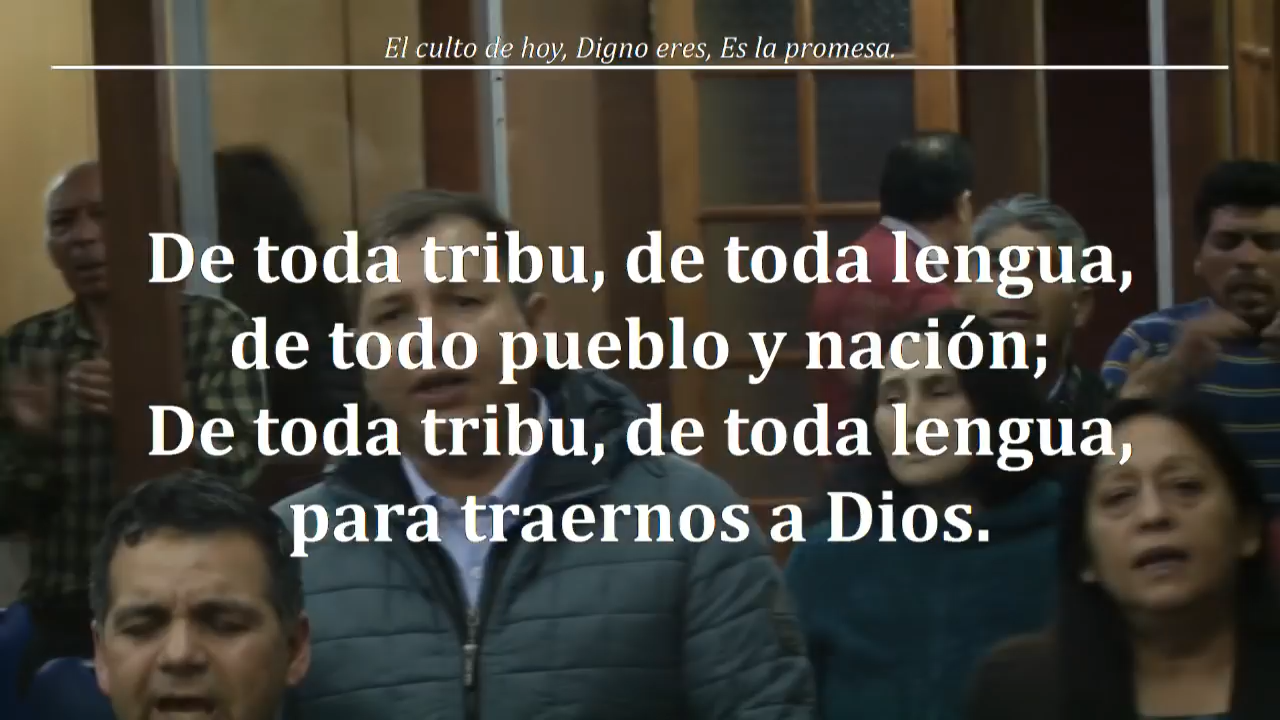 El culto de hoy, Digno eres, Es la promesa.
De toda tribu, de toda lengua,
de todo pueblo y nación;
De toda tribu, de toda lengua,
para traernos a Dios.